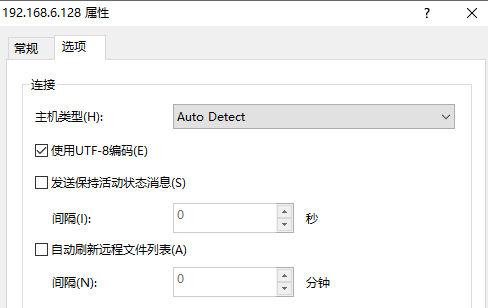 192.168.6.128 属性
?
常规
选项
连接
主机类型(H): Auto Detect
使用UTF-8编码(E)
发送保持活动状态消息(S)
间隔(I): 0 秒
自动刷新远程文件列表(A)
间隔(N): 0 分钟